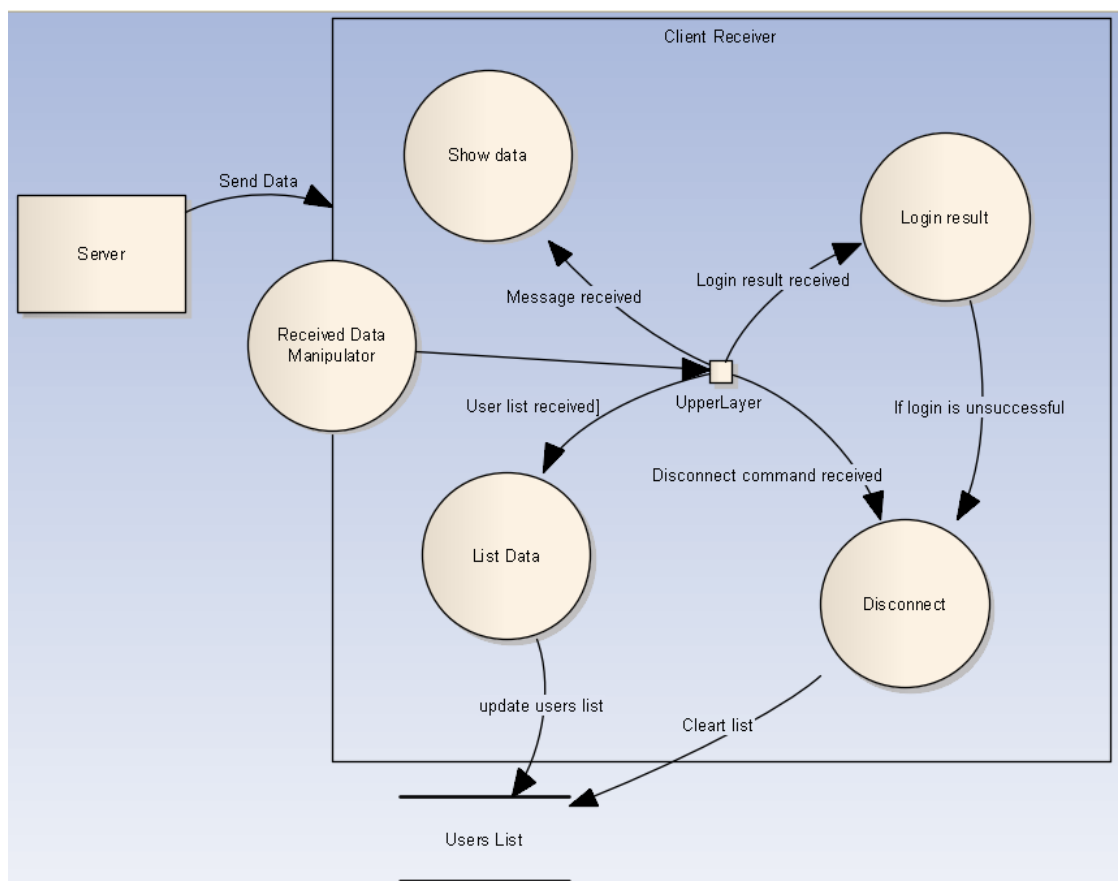 Client Receiver
Show data
Send Data
Login result
Server
Login result received
Message received
Received Data
Manipulator
User list received]
UpperLayer
If login is unsuccessful
Disconnect command received
List Data
Disconnect
update users list
Cleart list
Users List